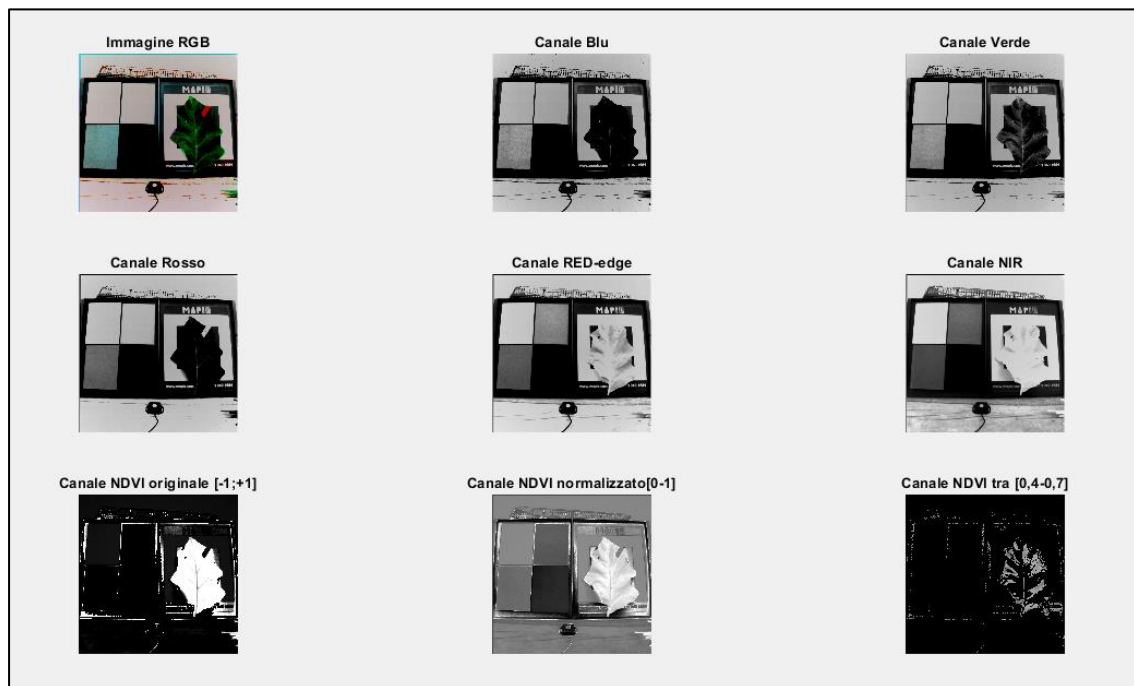 Immagine RGB
Canale Blu
Canale Verde
Canale Rosso
Canale RED-edge
Canale NIR
Canale NDVI originale [-1;+1]
Canale NDVI normalizzato[0-1]
Canale NDVI tra [0,4-0,7]